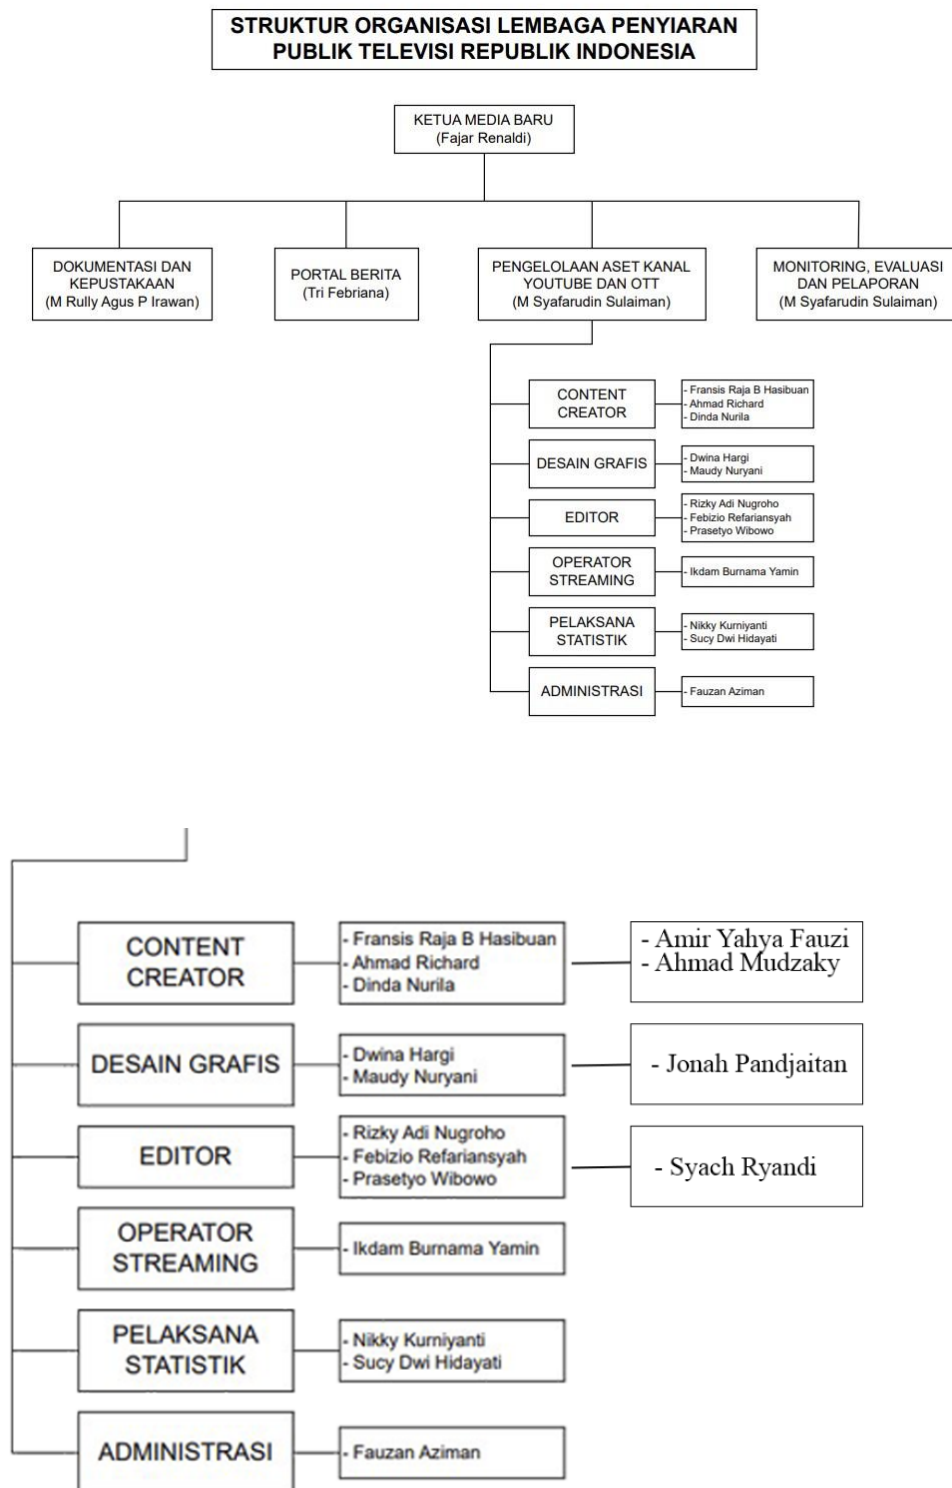 STRUKTUR ORGANISASI LEMBAGA PENYIARAN
PUBLIK TELEVISI REPUBLIK INDONESIA
KETUA MEDIA BARU
(Fajar Renaldi)
DOKUMENTASI DAN
KEPUSTAKAAN
(M Rully Agus P Irawan)
PORTAL BERITA
(Tri Febriana)
PENGELOLAAN ASET KANAL
YOUTUBE DAN OTT
(M Syafarudin Sulaiman)
MONITORING, EVALUASI
DAN PELAPORAN
(M Syafarudin Sulaiman)
CONTENT
CREATOR
- Fransis Raja B Hasibuan
- Ahmad Richard
- Dinda Nurila
DESAIN GRAFIS
- Dwina Hargi
- Maudy Nuryani
EDITOR
- Rizky Adi Nugroho
- Febizio Refariansyah
- Prasetyo Wibowo
OPERATOR
STREAMING
- Ikdam Burnama Yamin
PELAKSANA
STATISTIK
- Nikky Kurniyanti
- Sucy Dwi Hidayati
ADMINISTRASI
- Fauzan Aziman
CONTENT
CREATOR
- Fransis Raja B Hasibuan
- Ahmad Richard
- Dinda Nurila
- Amir Yahya Fauzi
- Ahmad Mudzaky
DESAIN GRAFIS
- Dwina Hargi
- Maudy Nuryani
- Jonah Pandjaitan
EDITOR
- Rizky Adi Nugroho
- Febizio Refariansyah
- Prasetyo Wibowo
- Syach Ryandi
OPERATOR
STREAMING
- Ikdam Burnama Yamin
PELAKSANA
STATISTIK
- Nikky Kurniyanti
- Sucy Dwi Hidayati
ADMINISTRASI
- Fauzan Aziman